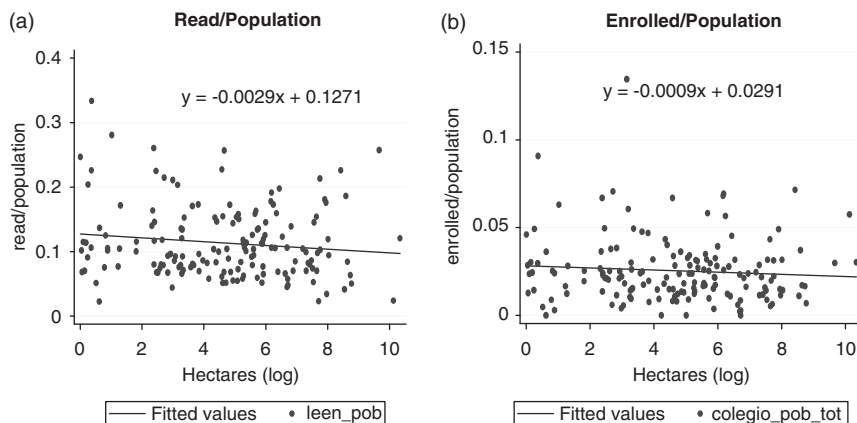 (a)
Read/Population
0.4
0.3
0.2
0.1
0
read/population
y = -0.0029x + 0.1271
0 2 4 6 8 10
Hectares (log)
Fitted values leen_pob
(b)
Enrolled/Population
0.15
0.1
0.05
0
enrolled/population
y = -0.0009x + 0.0291
0 2 4 6 8 10
Hectares (log)
Fitted values colegio_pob_tot